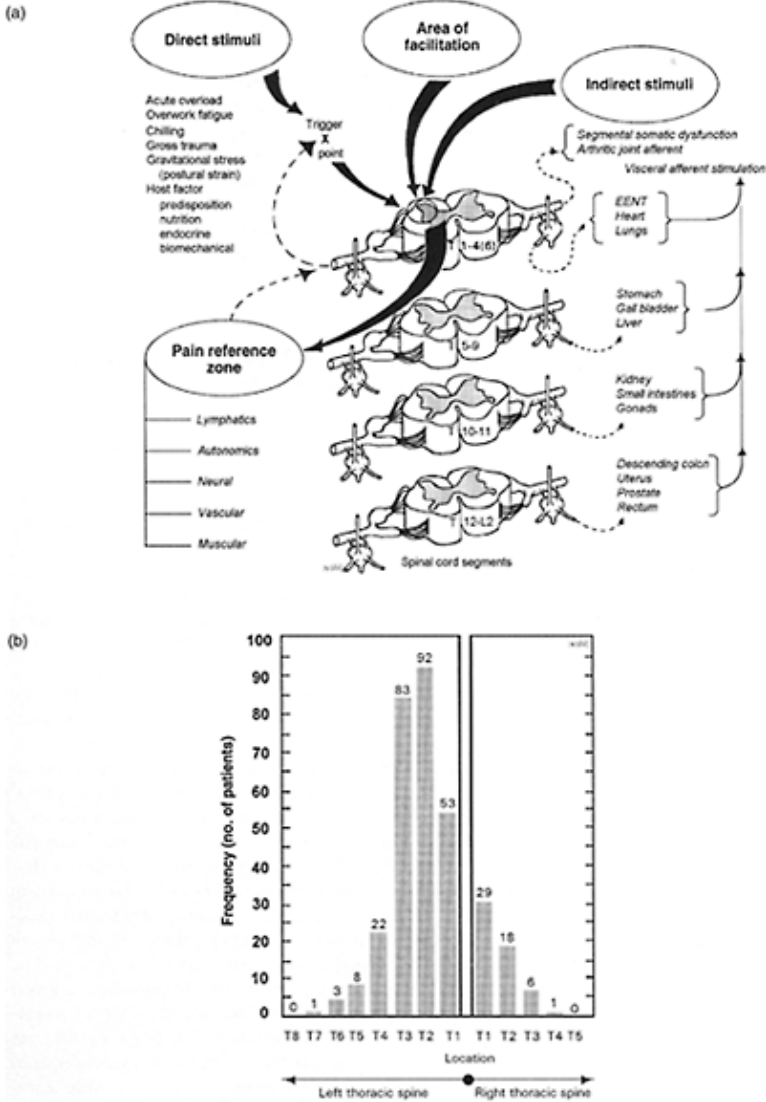 (a)
Direct stimuli
Area of
facilitation
Indirect stimuli
Acute overload
Overwork fatigue
Chilling
Gross trauma
Gravitational stress
(postural strain)
Host factor
predisposition
nutrition
endocrine
biomechanical
Trigger
X
point
Segmental somatic dysfunction
Arthritic joint afferent
Visceral afferent stimulation
EENT
Heart
Lungs
T 1-4(6)
Stomach
Gall bladder
Liver
T 5-9
Pain reference
zone
Kidney
Small intestines
Gonads
T 10-11
Lymphatics
Autonomics
Neural
Vascular
Muscular
Descending colon
Uterus
Prostate
Rectum
T 12-L2
Spinal cord segments
(b)
Frequency (no. of patients)
100
90
80
70
60
50
40
30
20
10
0
0 1 3 8 22 83 92 53 29 18 6 1 0
T8 T7 T6 T5 T4 T3 T2 T1 T1 T2 T3 T4 T5
Location
Left thoracic spine Right thoracic spine